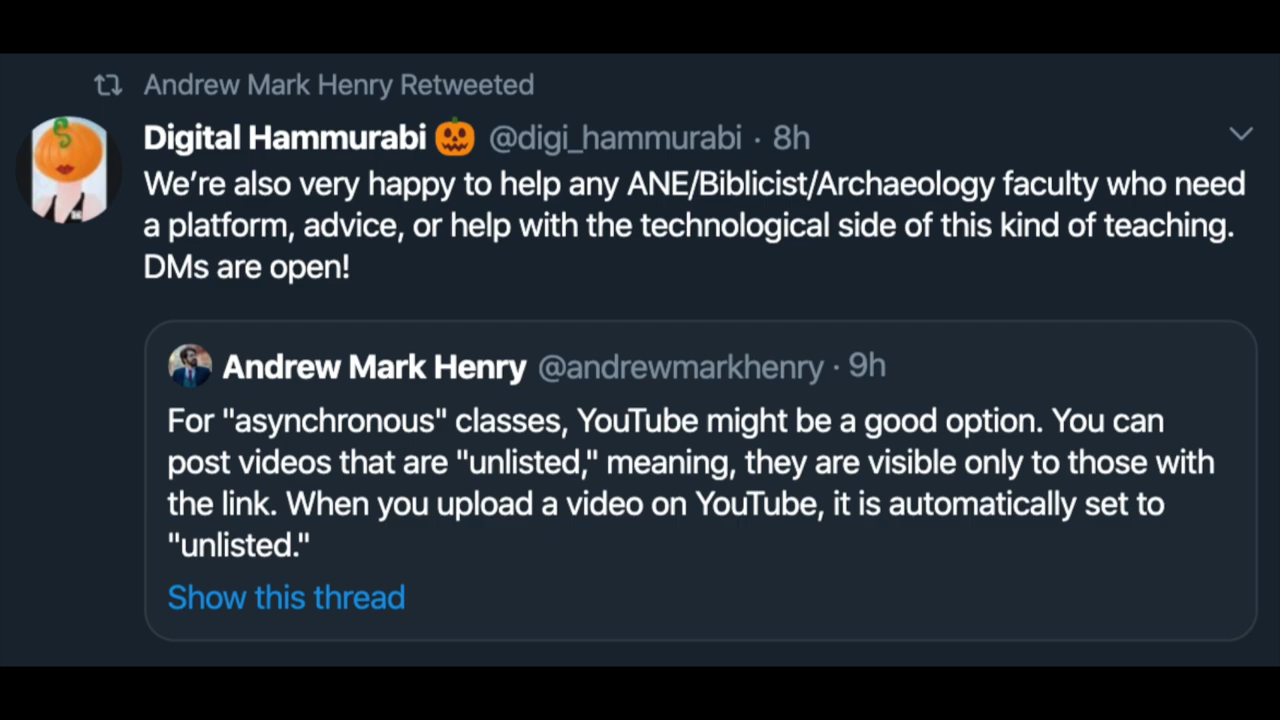 Andrew Mark Henry Retweeted
Digital Hammurabi 🎃 @digi_hammurabi · 8h
We're also very happy to help any ANE/Biblicist/Archaeology faculty who need
a platform, advice, or help with the technological side of this kind of teaching.
DMs are open!
Andrew Mark Henry @andrewmarkhenry · 9h
For "asynchronous" classes, YouTube might be a good option. You can
post videos that are "unlisted," meaning, they are visible only to those with
the link. When you upload a video on YouTube, it is automatically set to
"unlisted."
Show this thread